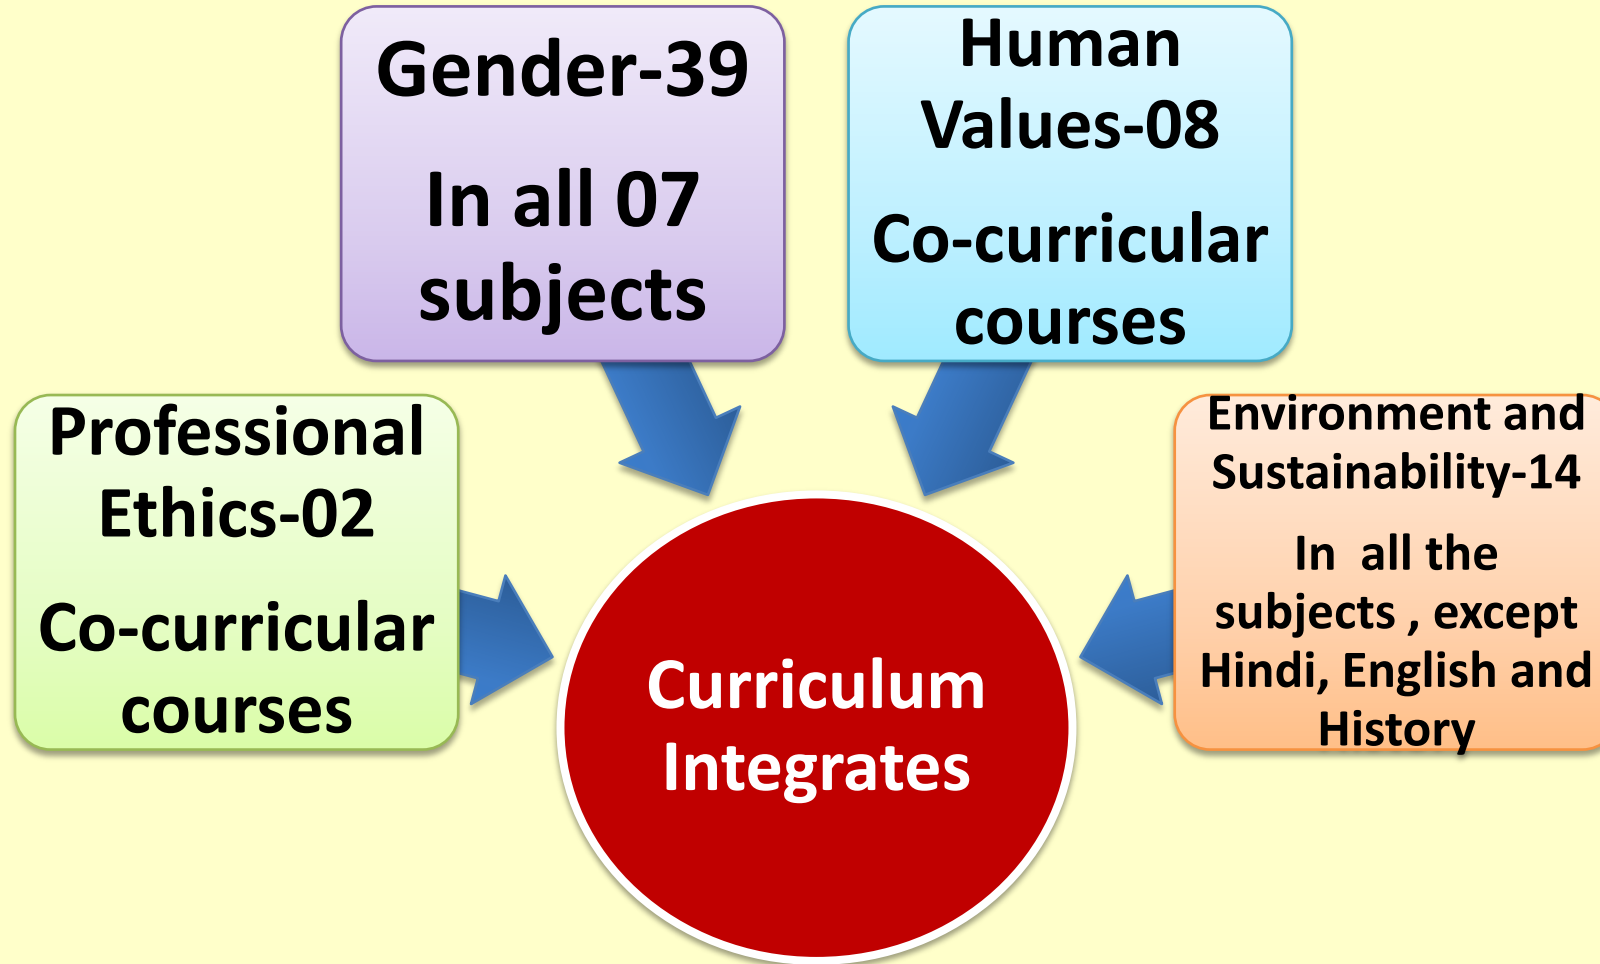 Gender-39
In all 07
subjects
Human
Values-08
Co-curricular
courses
Professional
Ethics-02
Co-curricular
courses
Environment and
Sustainability-14
In  all the
subjects , except
Hindi, English and
History
Curriculum
Integrates